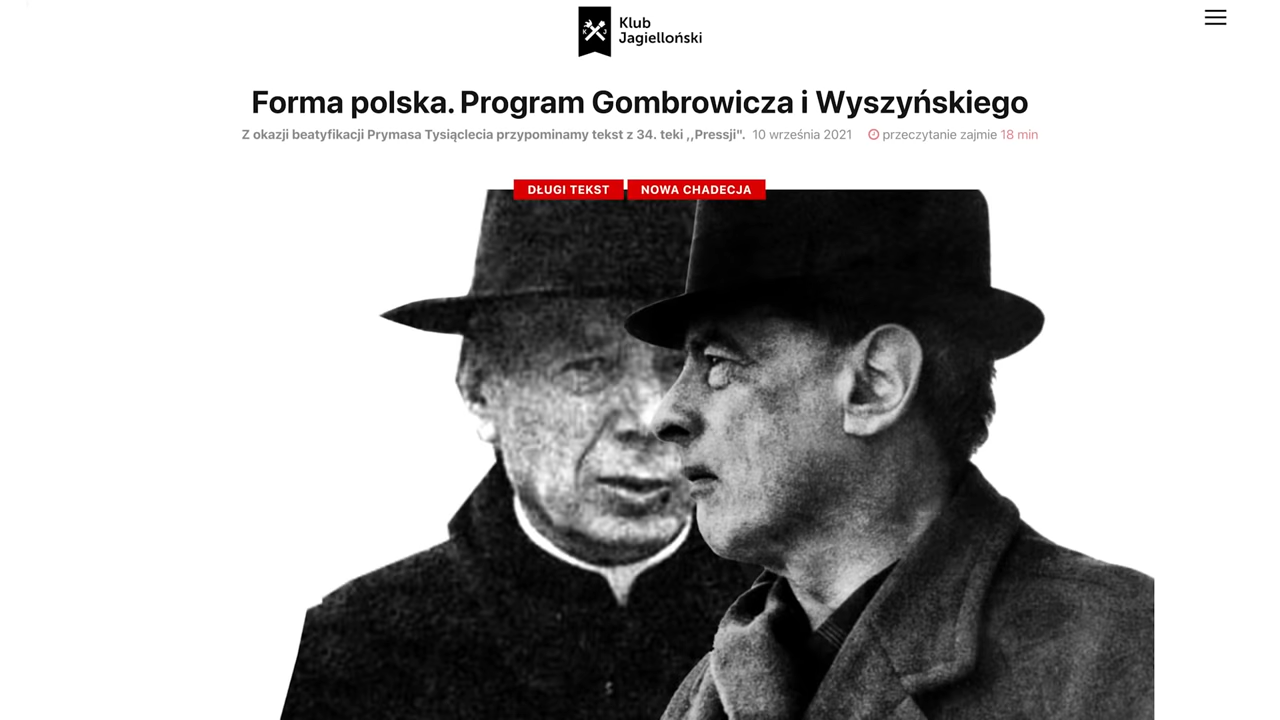 Klub
Jagielloński
K J
Forma polska. Program Gombrowicza i Wyszyńskiego
Z okazji beatyfikacji Prymasa Tysiąclecia przypominamy tekst z 34. teki ,,Pressji". 10 września 2021 przeczytanie zajmie 18 min
DŁUGI TEKST NOWA CHADECJA